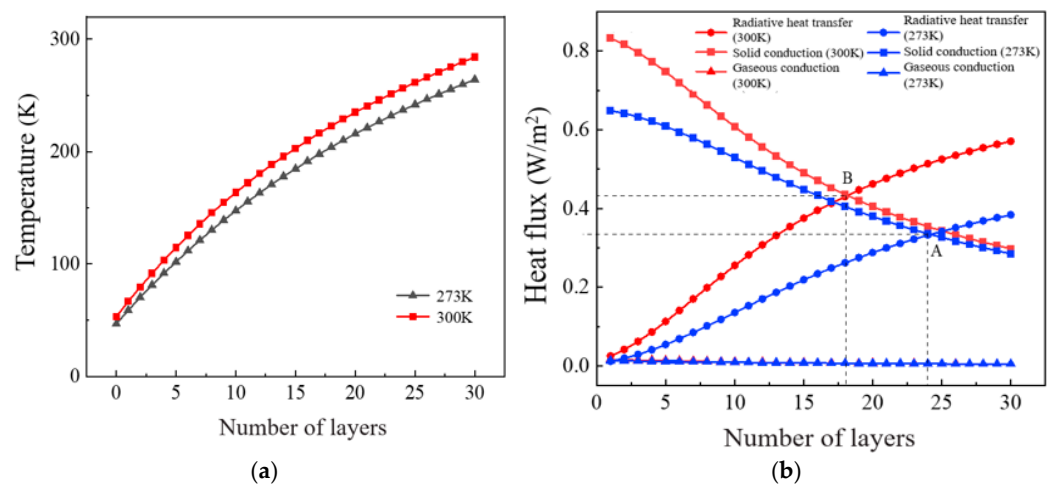 300
200
100
0
Temperature (K)
273K
300K
0 5 10 15 20 25 30
Number of layers
(a)
Radiative heat transfer
(300K)
Solid conduction (300K)
Gaseous conduction
(300K)
Radiative heat transfer
(273K)
Solid conduction (273K)
Gaseous conduction
(273K)
0.8
0.6
0.4
0.2
0.0
Heat flux (W/m²)
B
A
0 5 10 15 20 25 30
Number of layers
(b)